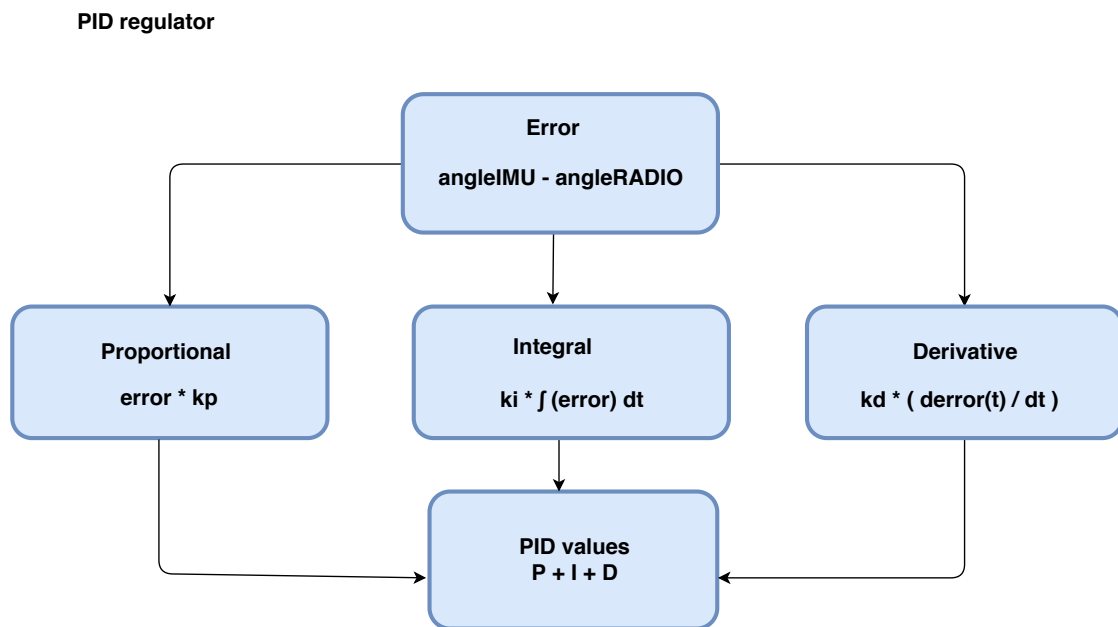 PID regulator
Error
angleIMU - angleRADIO
Proportional
error * kp
Integral
ki * ∫ (error) dt
Derivative
kd * ( derror(t) / dt )
PID values
P + I + D